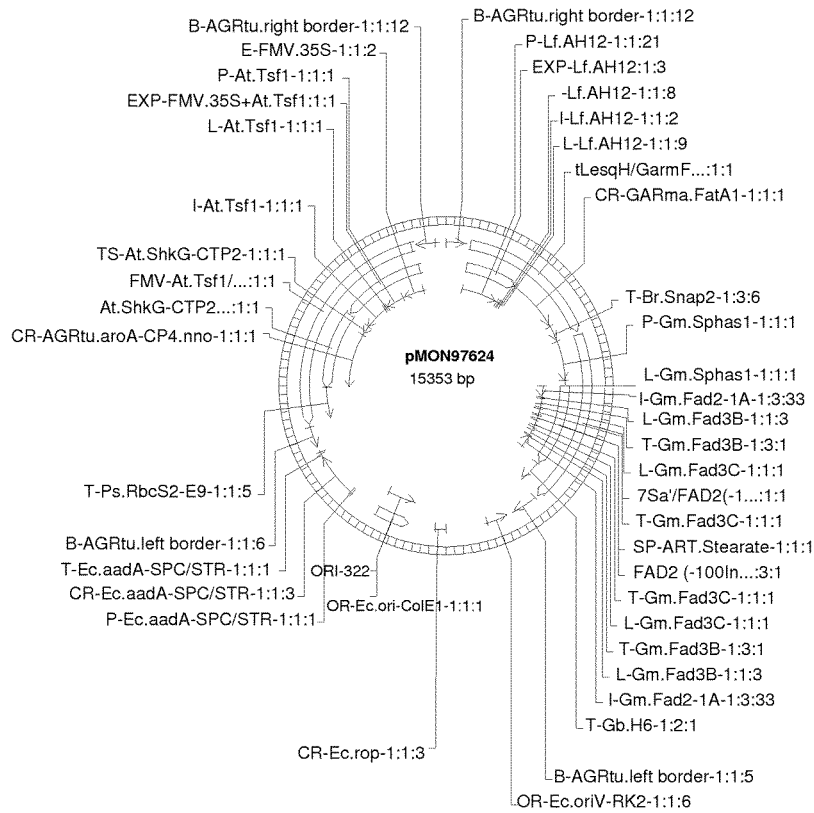 B-AGRtu.right border-1:1:12
E-FMV.35S-1:1:2
P-At.Tsf1-1:1:1
EXP-FMV.35S+At.Tsf1:1:1
L-At.Tsf1-1:1:1
I-At.Tsf1-1:1:1
TS-At.ShkG-CTP2-1:1:1
FMV-At.Tsf1/...:1:1
At.ShkG-CTP2...:1:1
CR-AGRtu.aroA-CP4.nno-1:1:1
T-Ps.RbcS2-E9-1:1:5
B-AGRtu.left border-1:1:6
T-Ec.aadA-SPC/STR-1:1:1
CR-Ec.aadA-SPC/STR-1:1:3
P-Ec.aadA-SPC/STR-1:1:1
ORI-322
OR-Ec.ori-ColE1-1:1:1
CR-Ec.rop-1:1:3
pMON97624
15353 bp
B-AGRtu.right border-1:1:12
P-Lf.AH12-1:1:21
EXP-Lf.AH12:1:3
-Lf.AH12-1:1:8
I-Lf.AH12-1:1:2
L-Lf.AH12-1:1:9
tLesqH/GarmF...:1:1
CR-GARma.FatA1-1:1:1
T-Br.Snap2-1:3:6
P-Gm.Sphas1-1:1:1
L-Gm.Sphas1-1:1:1
I-Gm.Fad2-1A-1:3:33
L-Gm.Fad3B-1:1:3
T-Gm.Fad3B-1:3:1
L-Gm.Fad3C-1:1:1
7Sa'/FAD2(-1...:1:1
T-Gm.Fad3C-1:1:1
SP-ART.Stearate-1:1:1
FAD2 (-100In...:3:1
T-Gm.Fad3C-1:1:1
L-Gm.Fad3C-1:1:1
T-Gm.Fad3B-1:3:1
L-Gm.Fad3B-1:1:3
I-Gm.Fad2-1A-1:3:33
T-Gb.H6-1:2:1
B-AGRtu.left border-1:1:5
OR-Ec.oriV-RK2-1:1:6